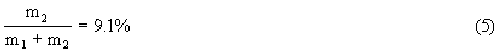 m₂ / (m₁ + m₂) = 9.1% (5)